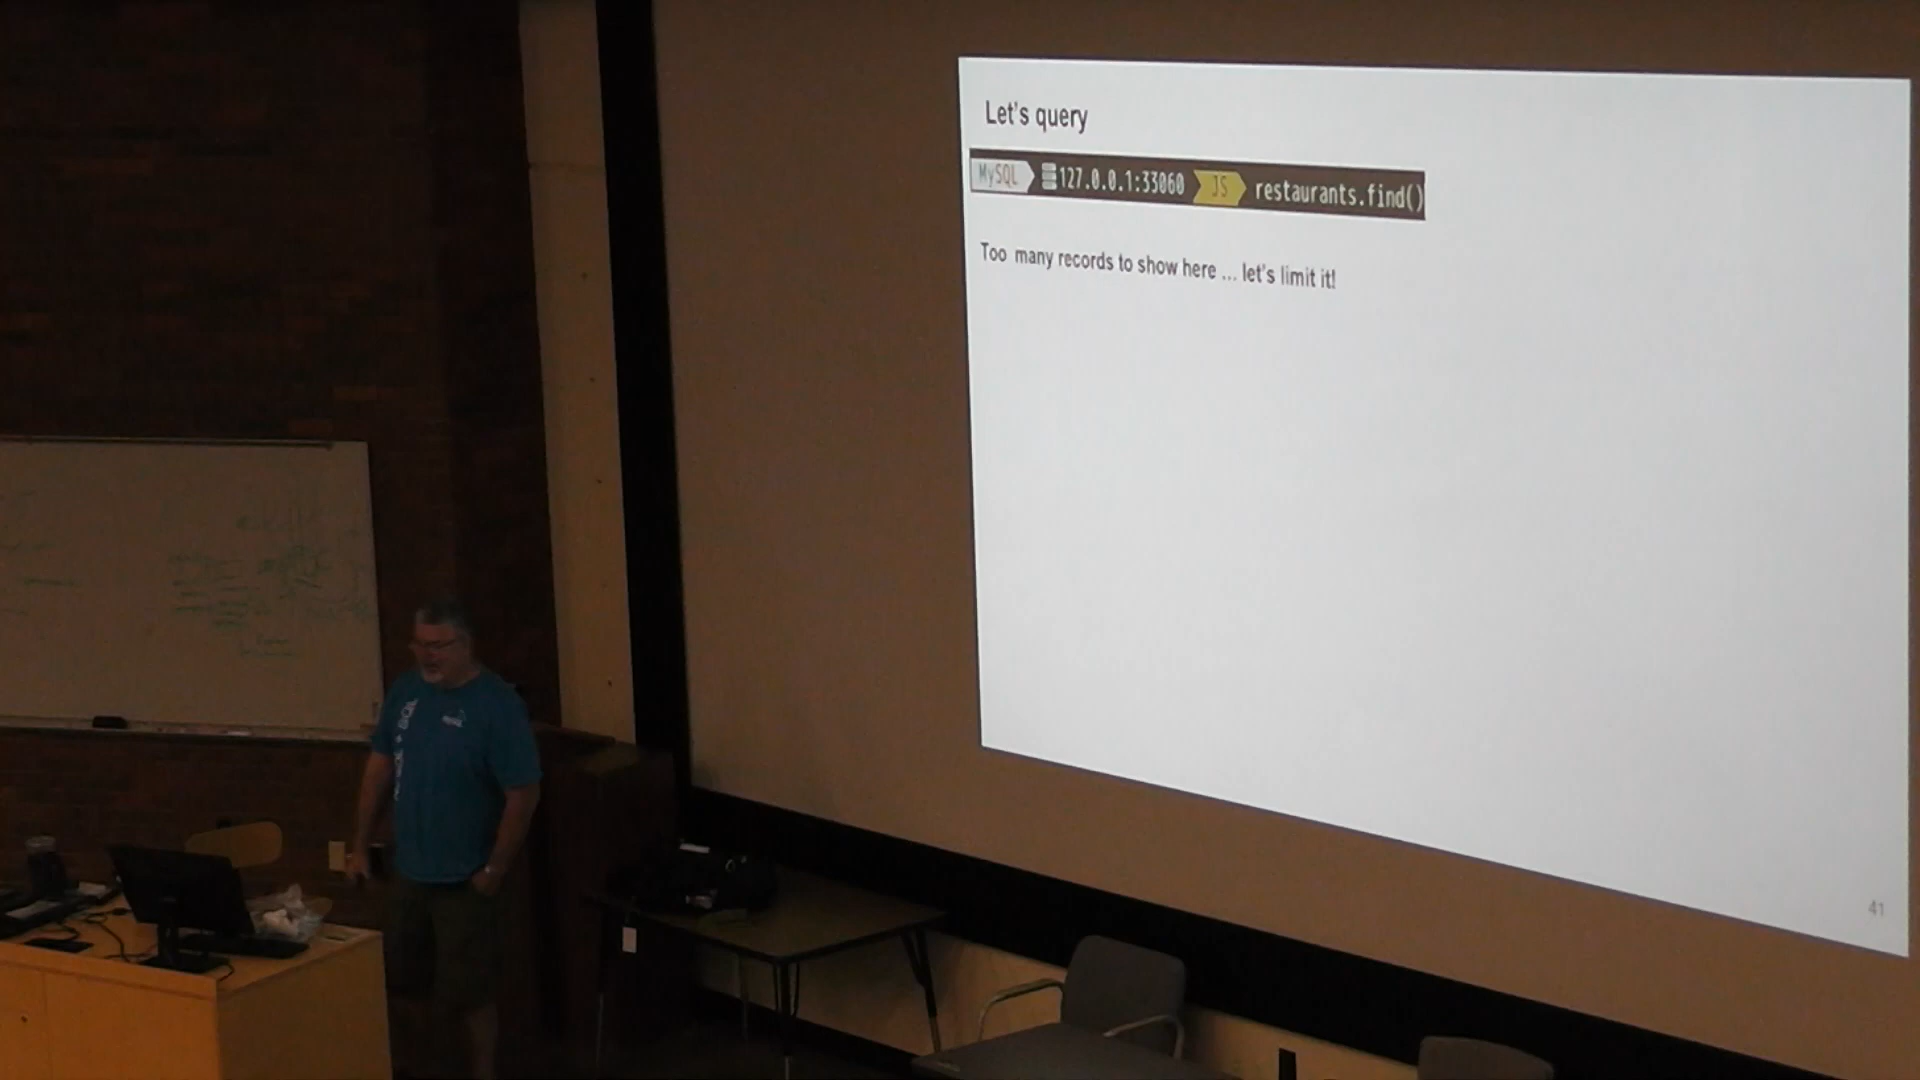 Let's query
MySQL 127.0.0.1:33060 JS restaurants.find()
Too many records to show here ... let's limit it!
41
SQL